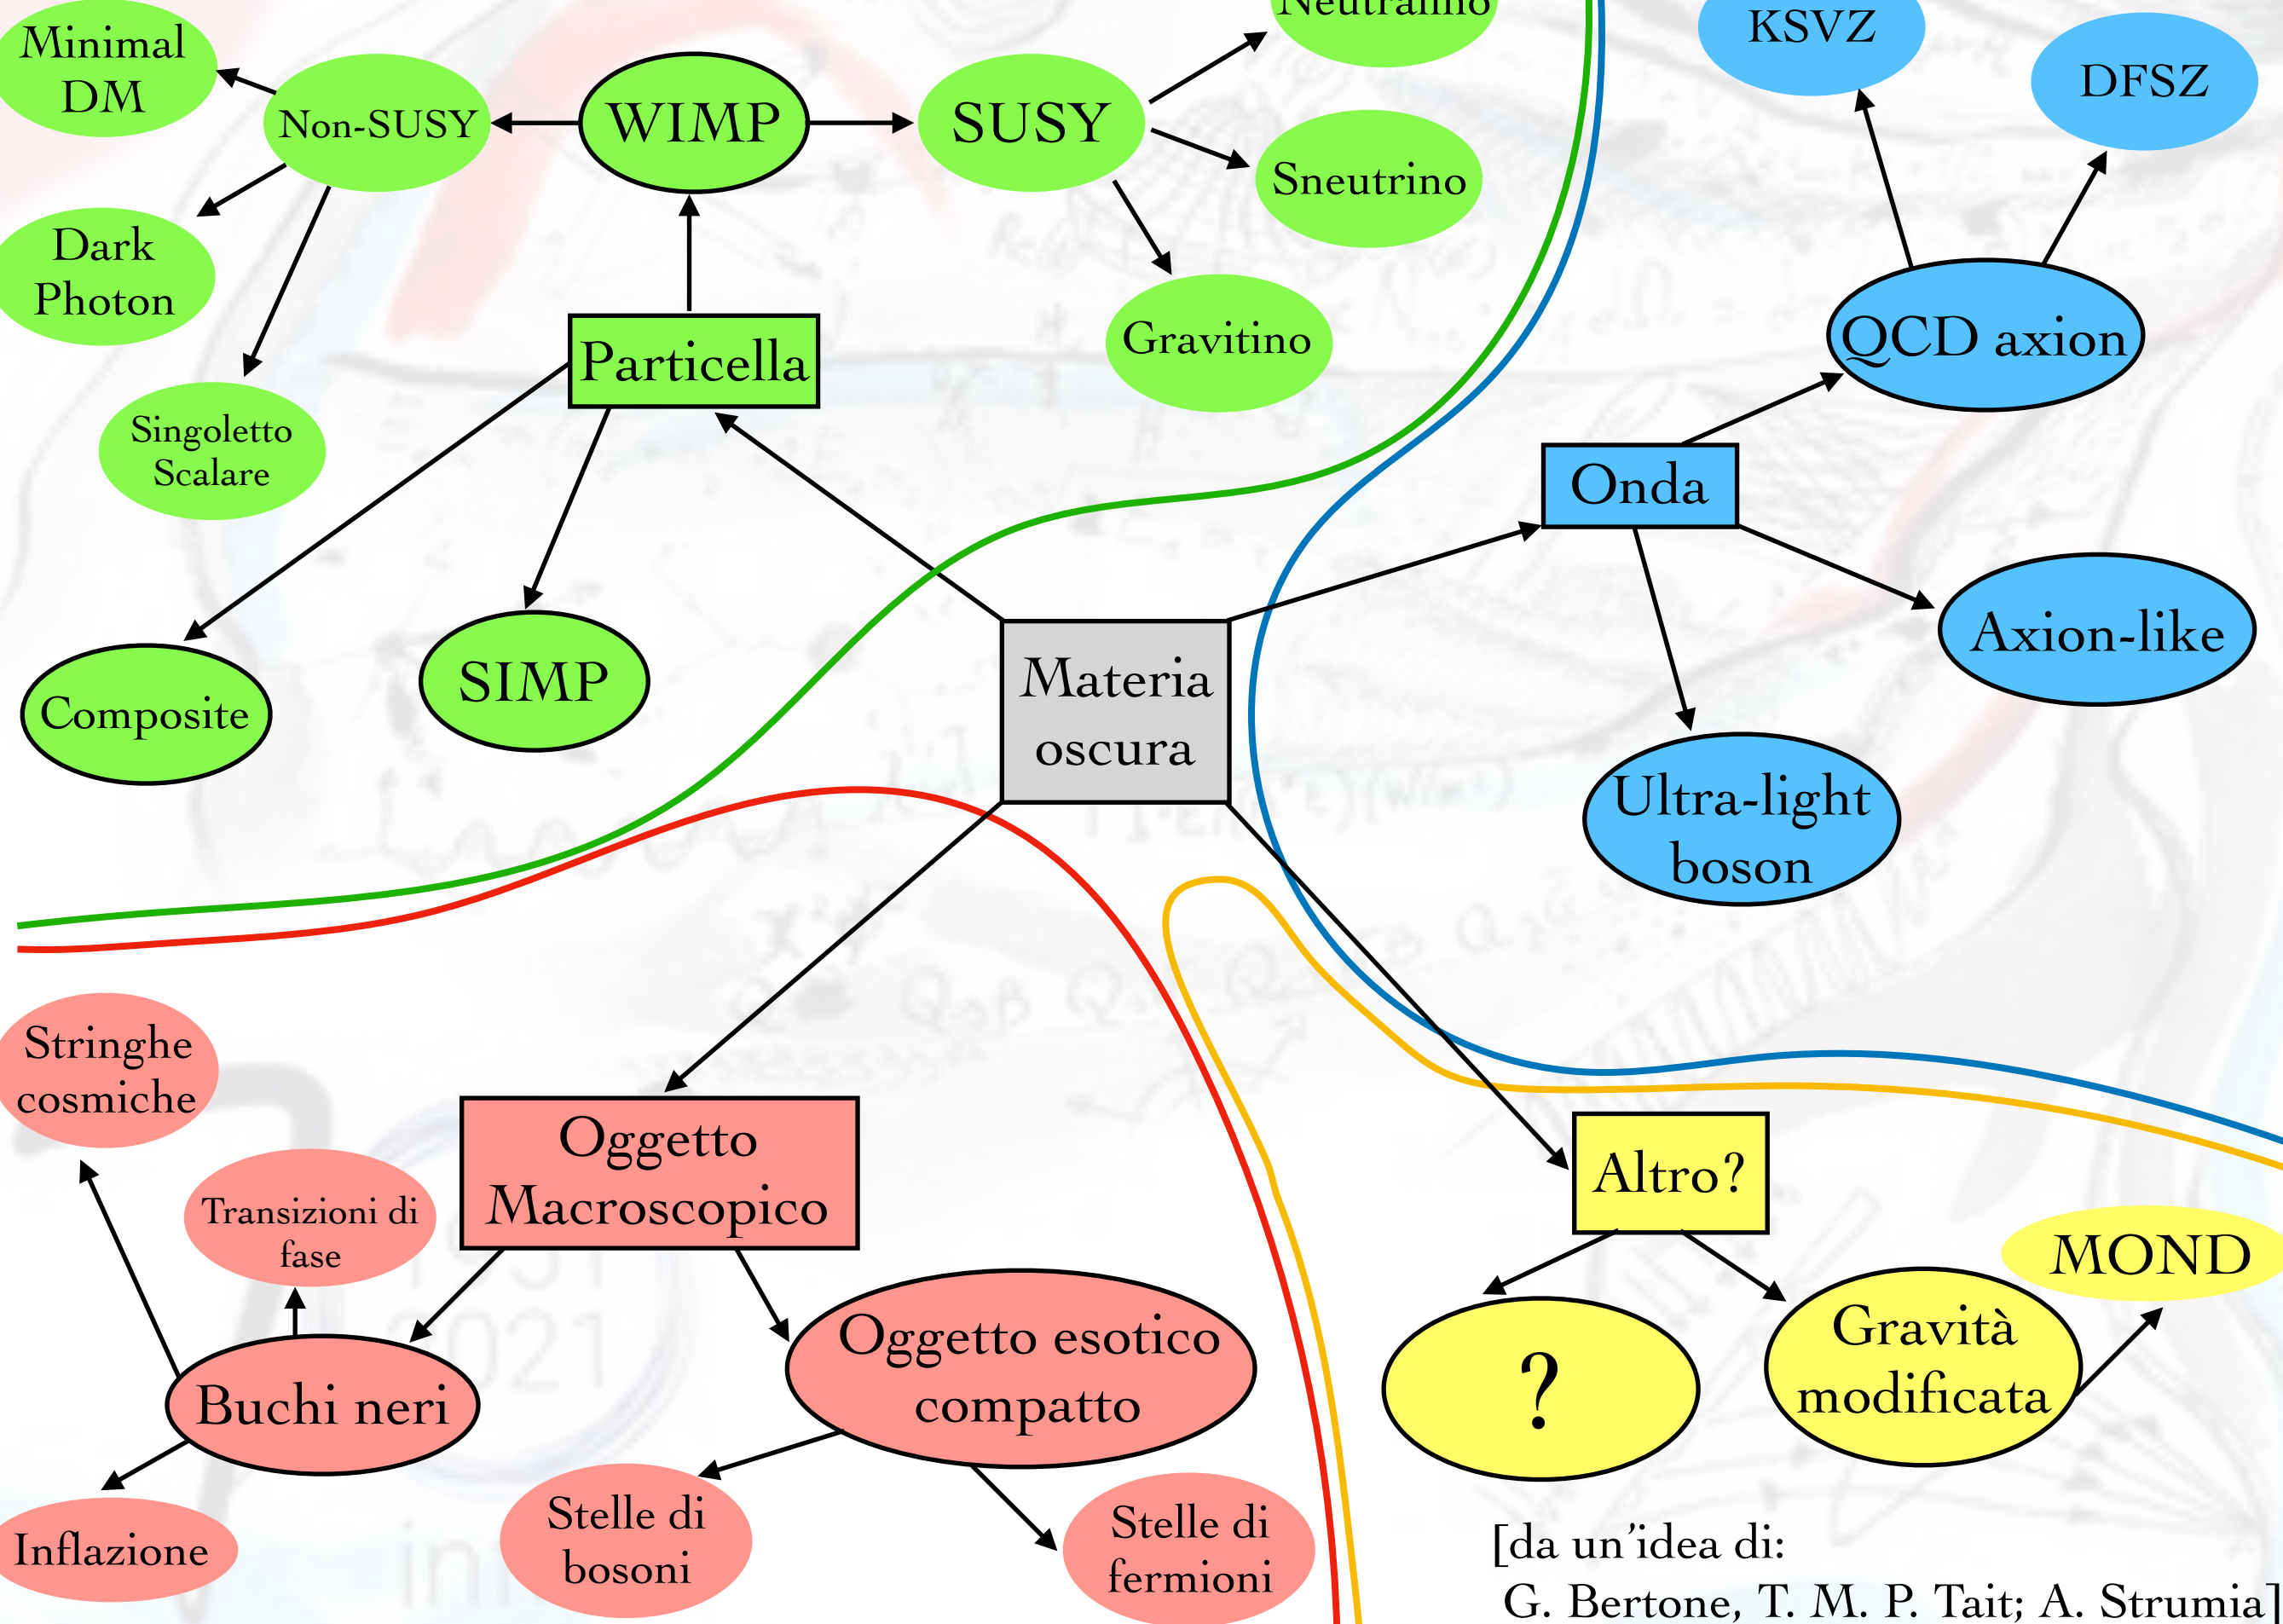 Neutralino
KSVZ
DFSZ
Minimal
DM
Non-SUSY
WIMP
SUSY
Sneutrino
Dark
Photon
Gravitino
QCD axion
Particella
Singoletto
Scalare
Onda
Axion-like
Composite
SIMP
Materia
oscura
Ultra-light
boson
Stringhe
cosmiche
Transizioni di
fase
Oggetto
Macroscopico
Altro?
MOND
Buchi neri
Oggetto esotico
compatto
?
Gravità
modificata
Inflazione
Stelle di
bosoni
Stelle di
fermioni
[da un'idea di:
G. Bertone, T. M. P. Tait; A. Strumia]
2021